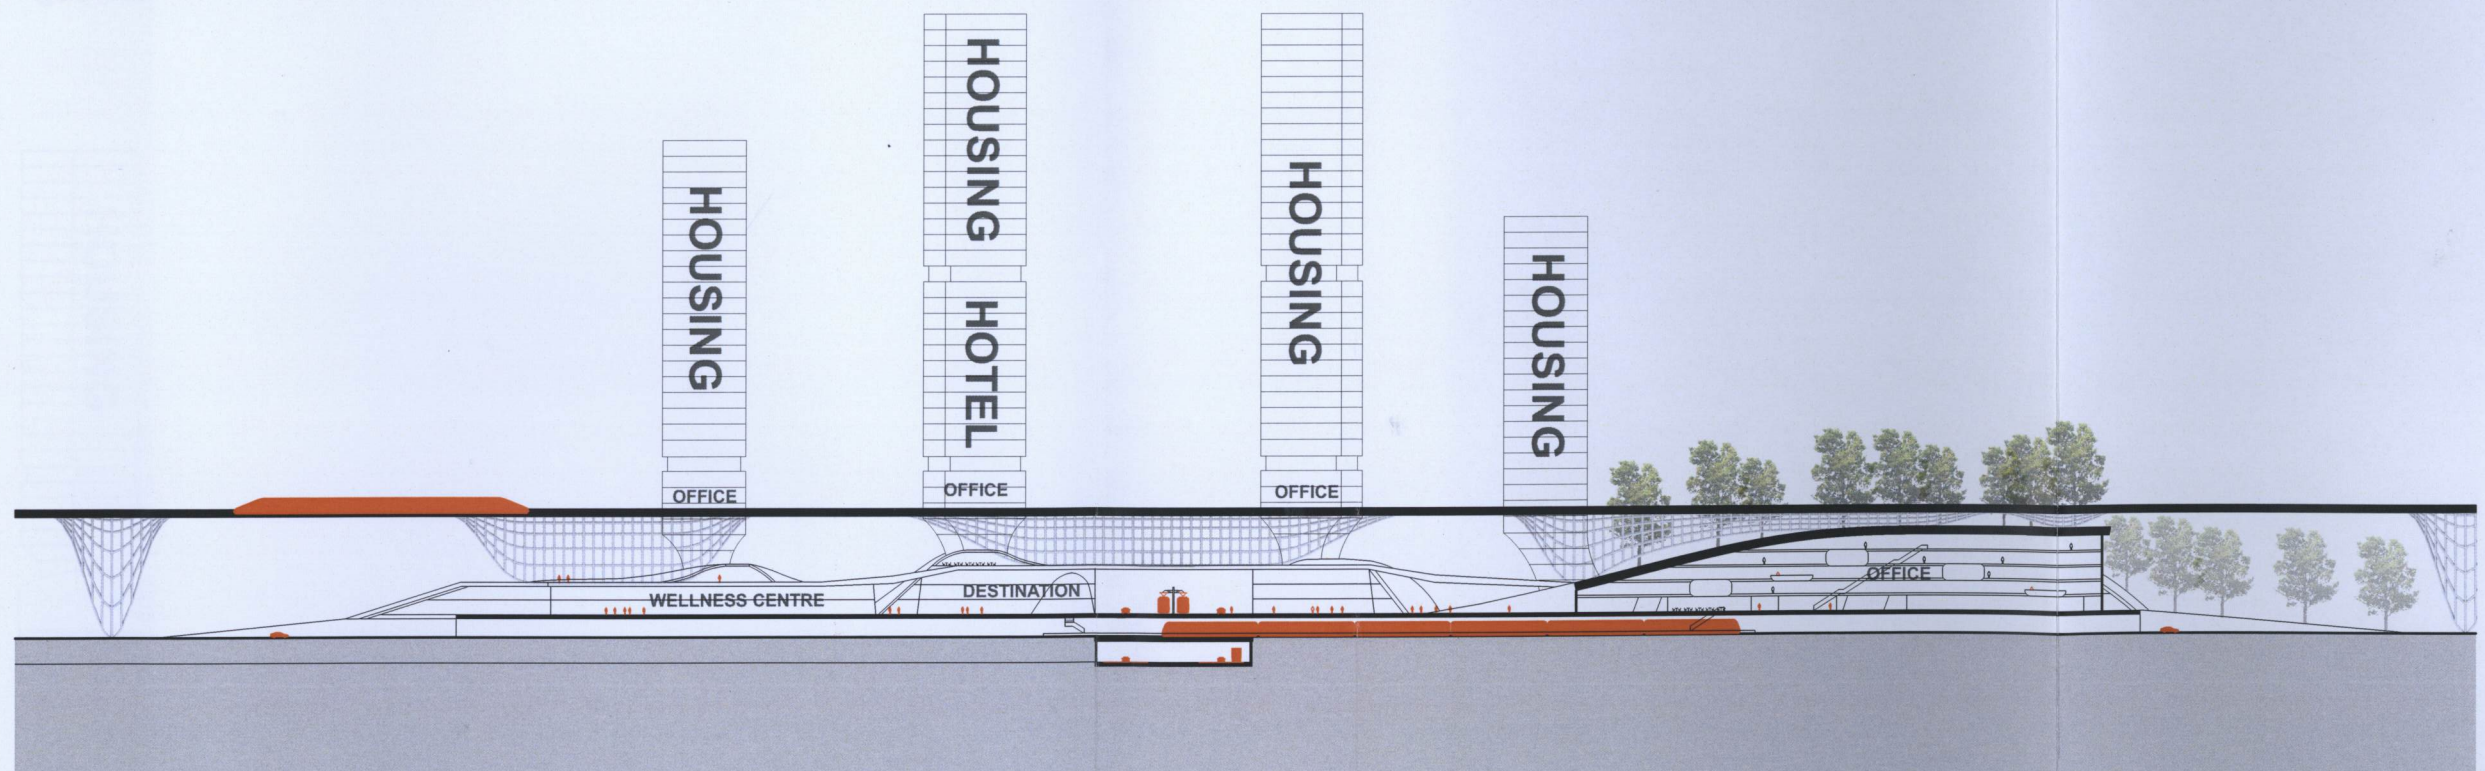 HOUSING
OFFICE
HOUSING
HOTEL
OFFICE
HOUSING
OFFICE
HOUSING
WELLNESS CENTRE
DESTINATION
OFFICE